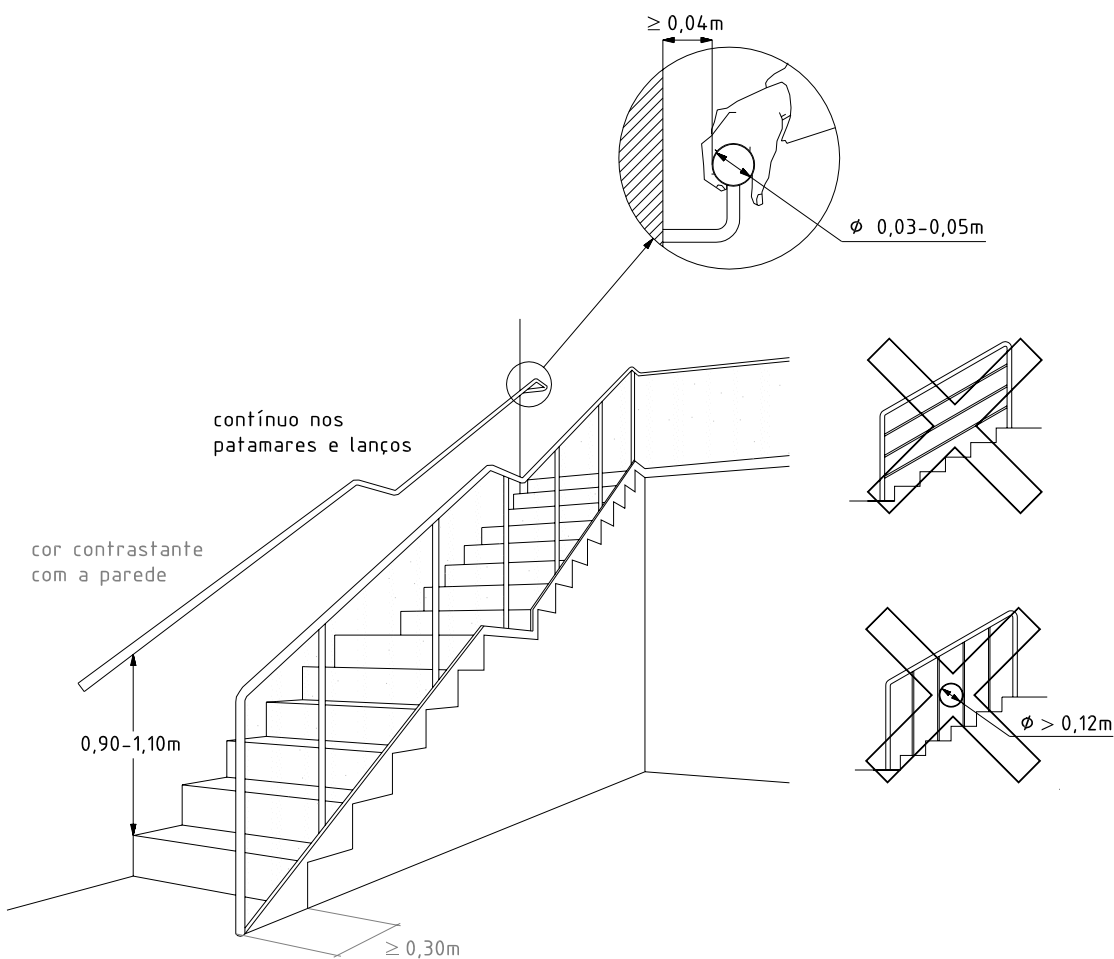 ≥ 0,04m
ϕ 0,03-0,05m
contínuo nos
patamares e lanços
cor contrastante
com a parede
0,90-1,10m
ϕ > 0,12m
≥ 0,30m